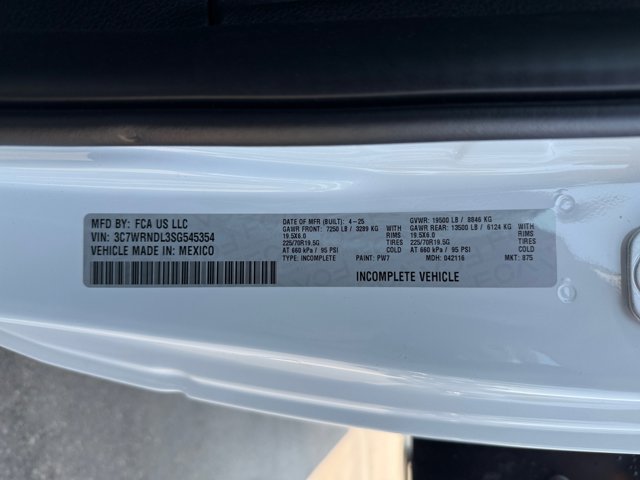 MFD BY: FCA US LLC
VIN: 3C7WRNDL3SG545354
VEHICLE MADE IN: MEXICO
DATE OF MFR (BUILT): 4-25 GVWR: 19500 LB / 8846 KG
GAWR FRONT: 7250 LB / 3289 KG WITH GAWR REAR: 13500 LB / 6124 KG WITH
19.5X6.0 RIMS 19.5X6.0 RIMS
225/70R19.5G TIRES 225/70R19.5G TIRES
AT 660 kPa / 95 PSI COLD AT 660 kPa / 95 PSI COLD
TYPE: INCOMPLETE PAINT: PW7 MDH: 042116 MKT: 875
INCOMPLETE VEHICLE